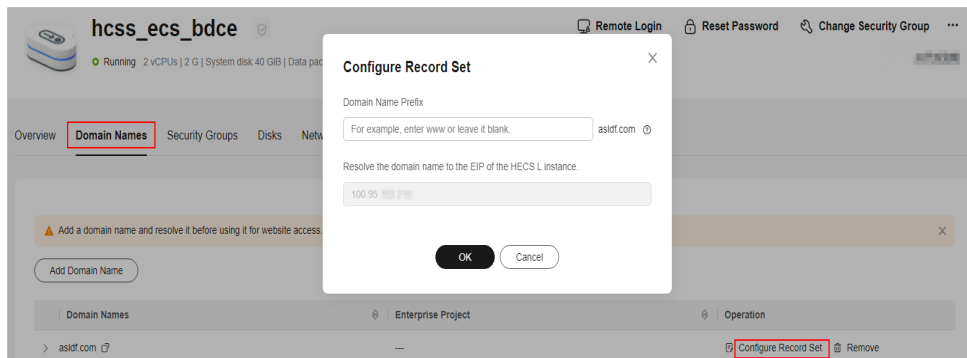 hcss_ecs_bdce
Remote Login
Reset Password
Change Security Group
Running 2 vCPUs | 2 G | System disk 40 GiB | Data pac
Configure Record Set
Domain Name Prefix
For example, enter www or leave it blank.
asldf.com
Overview
Domain Names
Security Groups
Disks
Netw
Resolve the domain name to the EIP of the HECS L instance.
100.95.
Add a domain name and resolve it before using it for website access.
OK
Cancel
Add Domain Name
Domain Names
Enterprise Project
Operation
asldf.com
---
Configure Record Set
Remove